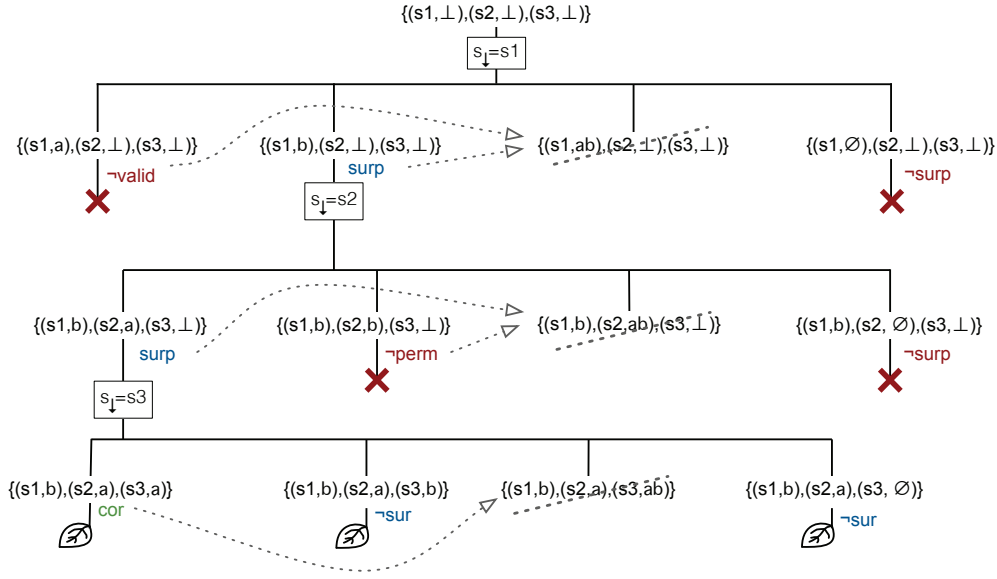 {(s1,⊥),(s2,⊥),(s3,⊥)}
s↓=s1
{(s1,a),(s2,⊥),(s3,⊥)}
{(s1,b),(s2,⊥),(s3,⊥)}
{(s1,ab),(s2,⊥),(s3,⊥)}
{(s1,∅),(s2,⊥),(s3,⊥)}
¬valid
surp
¬surp
s↓=s2
{(s1,b),(s2,a),(s3,⊥)}
{(s1,b),(s2,b),(s3,⊥)}
{(s1,b),(s2,ab),(s3,⊥)}
{(s1,b),(s2, ∅),(s3,⊥)}
surp
¬perm
¬surp
s↓=s3
{(s1,b),(s2,a),(s3,a)}
{(s1,b),(s2,a),(s3,b)}
{(s1,b),(s2,a),(s3,ab)}
{(s1,b),(s2,a),(s3, ∅)}
cor
¬sur
¬sur